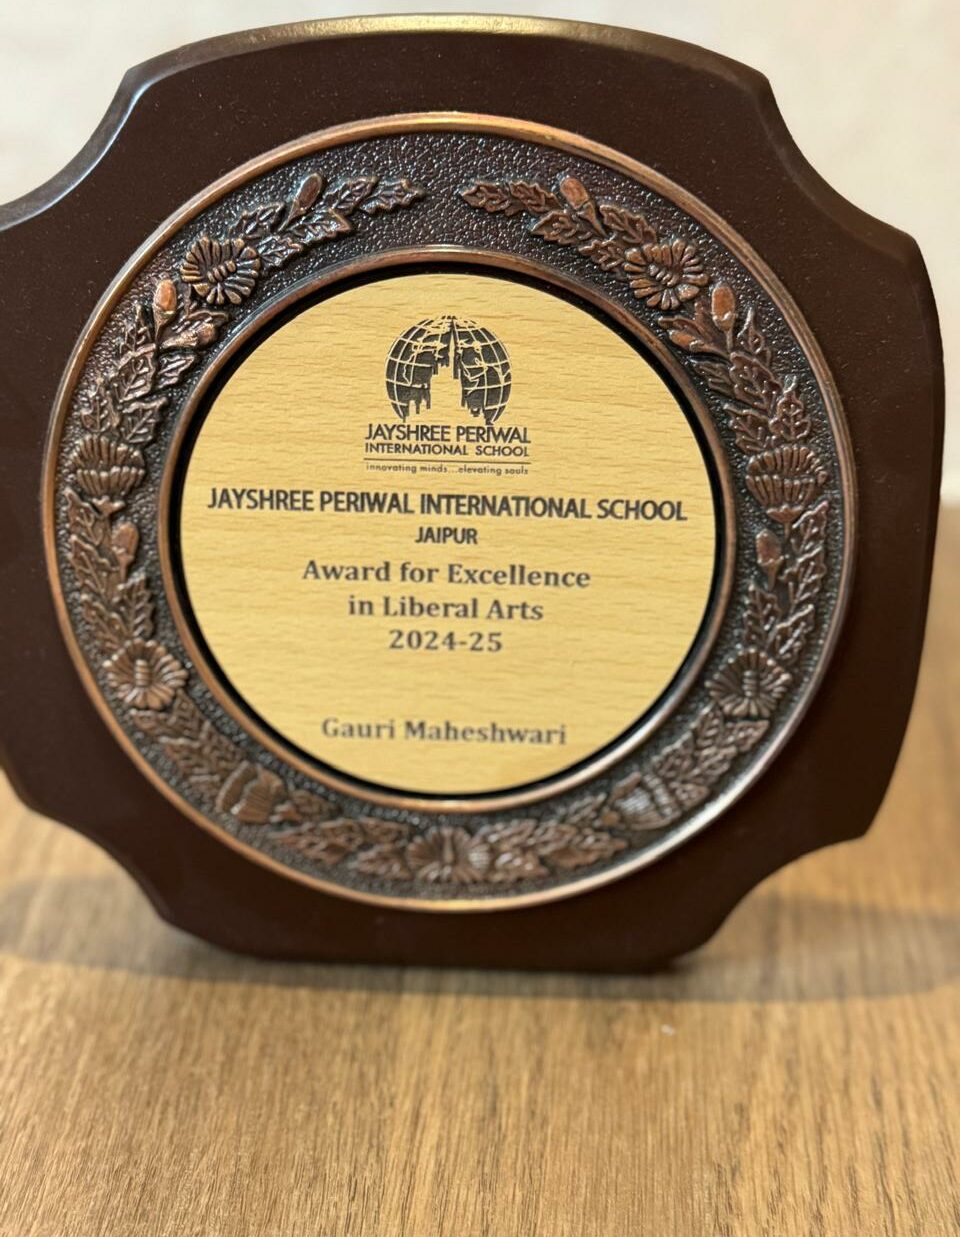 JAYSHREE PERIWAL
INTERNATIONAL SCHOOL
innovating minds...elevating souls
JAYSHREE PERIWAL INTERNATIONAL SCHOOL
JAIPUR
Award for Excellence
in Liberal Arts
2024-25
Gauri Maheshwari